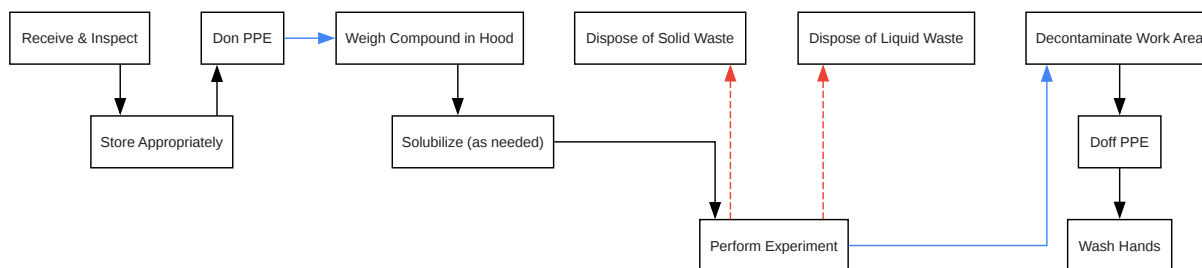 Receive & Inspect
Don PPE
Weigh Compound in Hood
Dispose of Solid Waste
Dispose of Liquid Waste
Decontaminate Work Area
Store Appropriately
Solubilize (as needed)
Doff PPE
Perform Experiment
Wash Hands